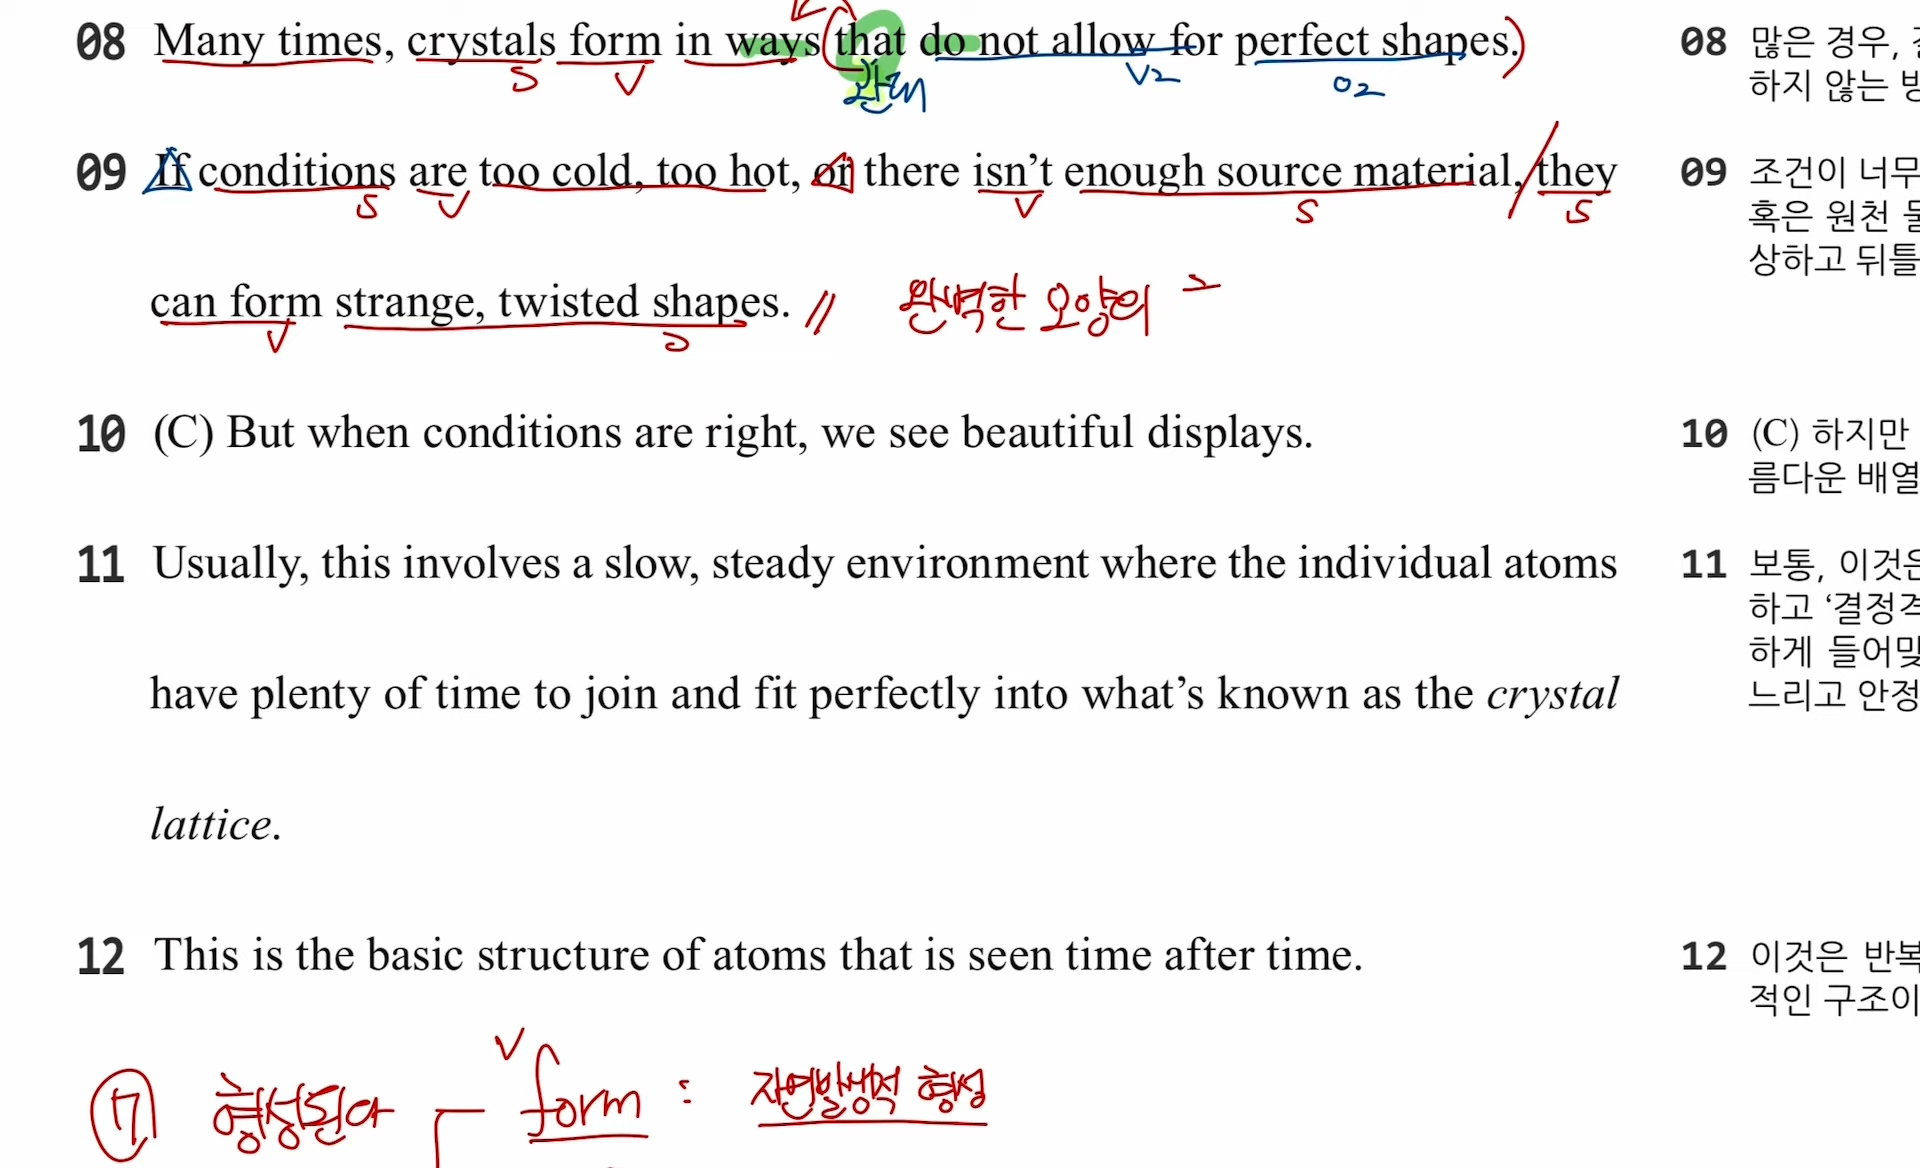 08 Many times, crystals form in ways (that do not allow for perfect shapes.)
S V V2 O2
관대
08 많은 경우,
하지 않는
09 If conditions are too cold, too hot, or there isn't enough source material, / they
S V V S S
can form strange, twisted shapes. //
V
완벽한 모양의
09 조건이 너무
혹은 원천
상하고 뒤틀
10 (C) But when conditions are right, we see beautiful displays.
10 (C) 하지만
름다운 배열
11 Usually, this involves a slow, steady environment where the individual atoms
have plenty of time to join and fit perfectly into what's known as the crystal
lattice.
11 보통, 이것은
하고 ‘결정격
하게 들어맞
느리고 안정
12 This is the basic structure of atoms that is seen time after time.
12 이것은 반복
적인 구조이
V
형성된다 form : 자연발생적 형성